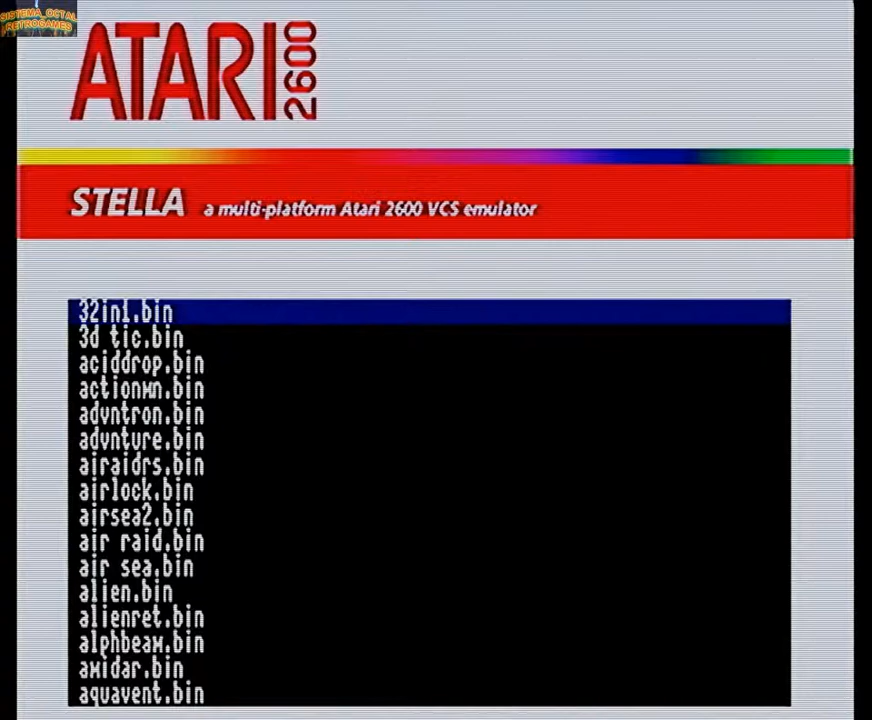 SISTEMA_OCTAL
RETROGAMES
ATARI 2600
STELLA a multi-platform Atari 2600 VCS emulator
32in1.bin
3d tic.bin
aciddrop.bin
actionmn.bin
advntron.bin
advnture.bin
airaidrs.bin
airlock.bin
airsea2.bin
air raid.bin
air sea.bin
alien.bin
alienret.bin
alphbeam.bin
amidar.bin
aquavent.bin